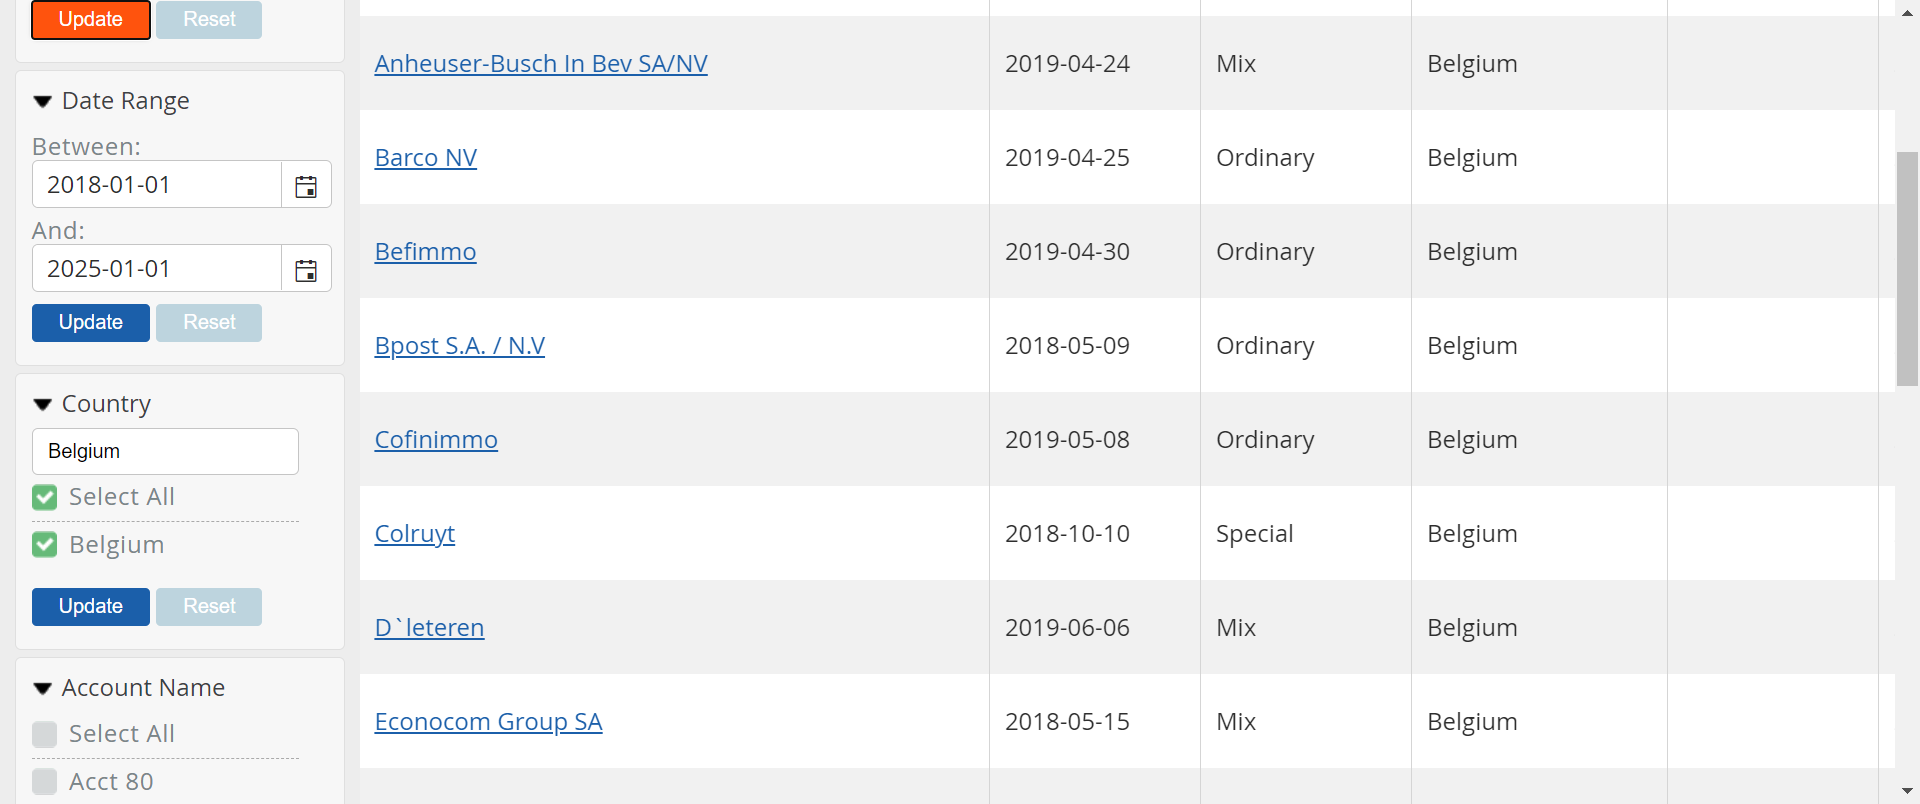 Update Reset
Date Range
Between:
2018-01-01
And:
2025-01-01
Update Reset
Country
Belgium
Select All
Belgium
Update Reset
Account Name
Select All
Acct 80
Anheuser-Busch In Bev SA/NV 2019-04-24 Mix Belgium
Barco NV 2019-04-25 Ordinary Belgium
Befimmo 2019-04-30 Ordinary Belgium
Bpost S.A. / N.V 2018-05-09 Ordinary Belgium
Cofinimmo 2019-05-08 Ordinary Belgium
Colruyt 2018-10-10 Special Belgium
D`leteren 2019-06-06 Mix Belgium
Econocom Group SA 2018-05-15 Mix Belgium